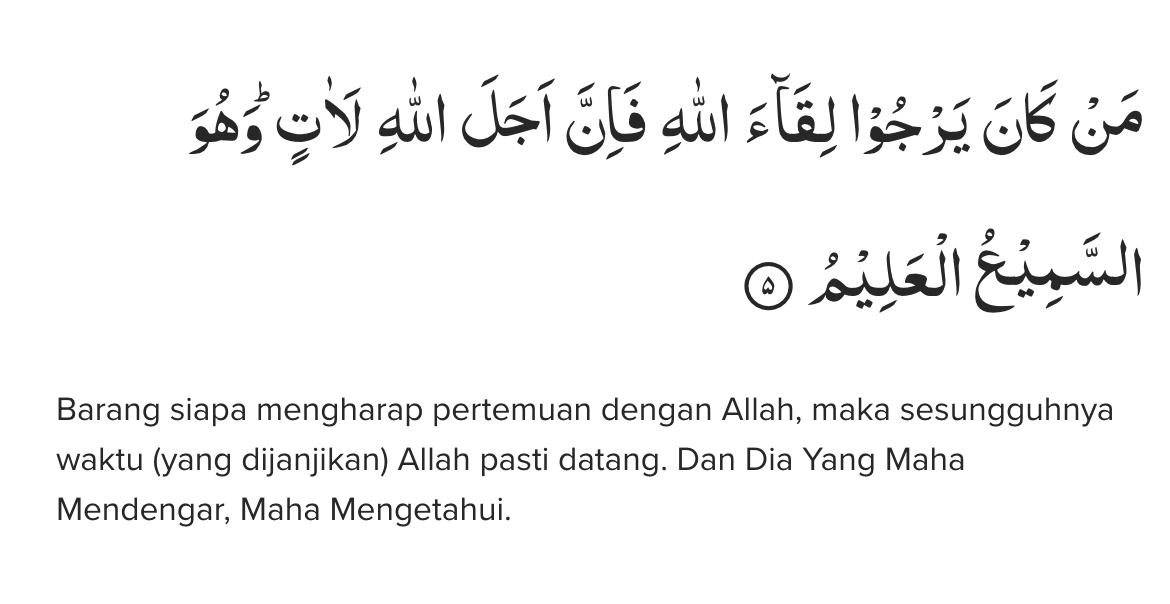 مَنْ كَانَ يَرْجُوْا لِقَاۤءَ اللّٰهِ فَاِنَّ اَجَلَ اللّٰهِ لَاٰتٍ ۗوَهُوَ
السَّمِيْعُ الْعَلِيْمُ ۵
Barang siapa mengharap pertemuan dengan Allah, maka sesungguhnya
waktu (yang dijanjikan) Allah pasti datang. Dan Dia Yang Maha
Mendengar, Maha Mengetahui.